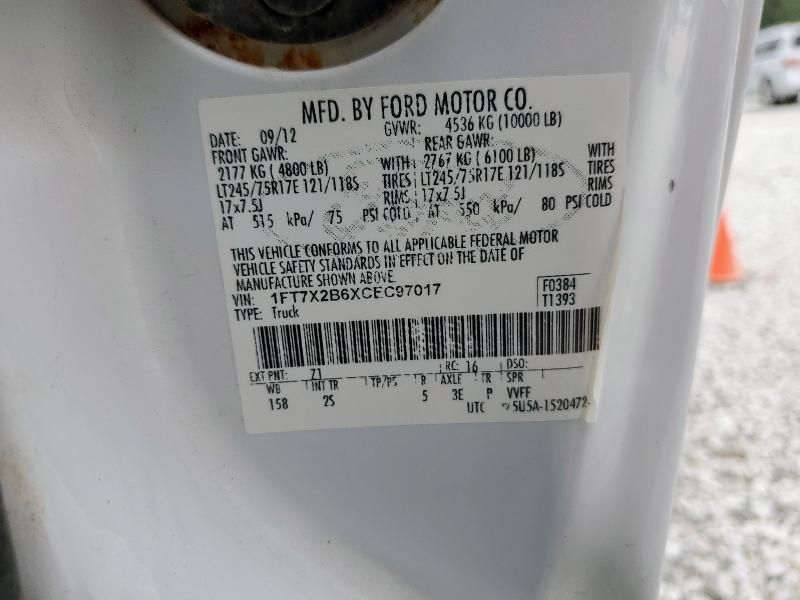 MFD. BY FORD MOTOR CO.
DATE: 09/12 GVWR: 4536 KG (10000 LB)
FRONT GAWR: REAR GAWR:
2177 KG ( 4800 LB) WITH 2767 KG ( 6100 LB) WITH
LT245/75R17E 121/118S TIRES LT245/75R17E 121/118S TIRES
17x7.5J RIMS 17x7.5J RIMS
AT 515 kPa/ 75 PSI COLD AT 550 kPa/ 80 PSI COLD
THIS VEHICLE CONFORMS TO ALL APPLICABLE FEDERAL MOTOR
VEHICLE SAFETY STANDARDS IN EFFECT ON THE DATE OF
MANUFACTURE SHOWN ABOVE.
VIN: 1FT7X2B6XCEC97017 F0384
TYPE: Truck T1393
EXT PNT: Z1 RC: 16 DSO:
WB INT TR TP/PS R AXLE TR SPR
158 2S 5 3E P VVFF
UTC 5U5A-1520472-